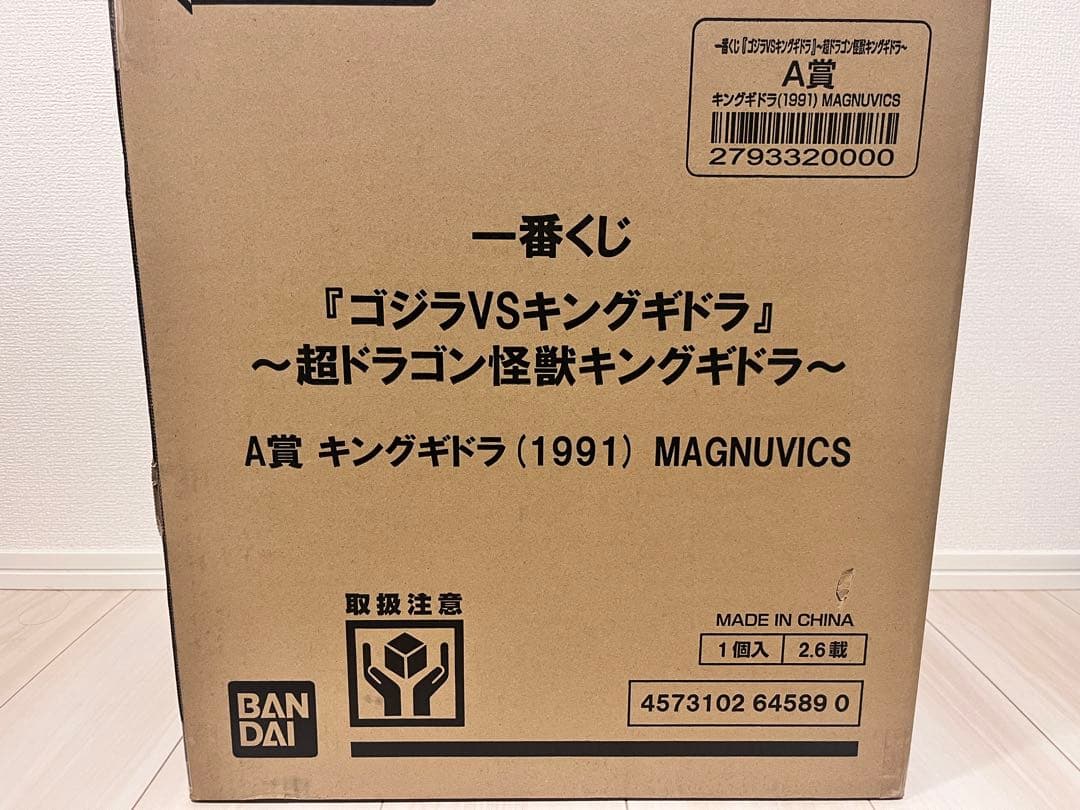 一番くじ『ゴジラVSキングギドラ』～超ドラゴン怪獣キングギドラ～
A賞
キングギドラ(1991) MAGNUVICS
2793320000
一番くじ
『ゴジラVSキングギドラ』
～超ドラゴン怪獣キングギドラ～
A賞 キングギドラ(1991) MAGNUVICS
取扱注意
MADE IN CHINA
1個入 2.6載
4573102 64589 0
BAN
DAI